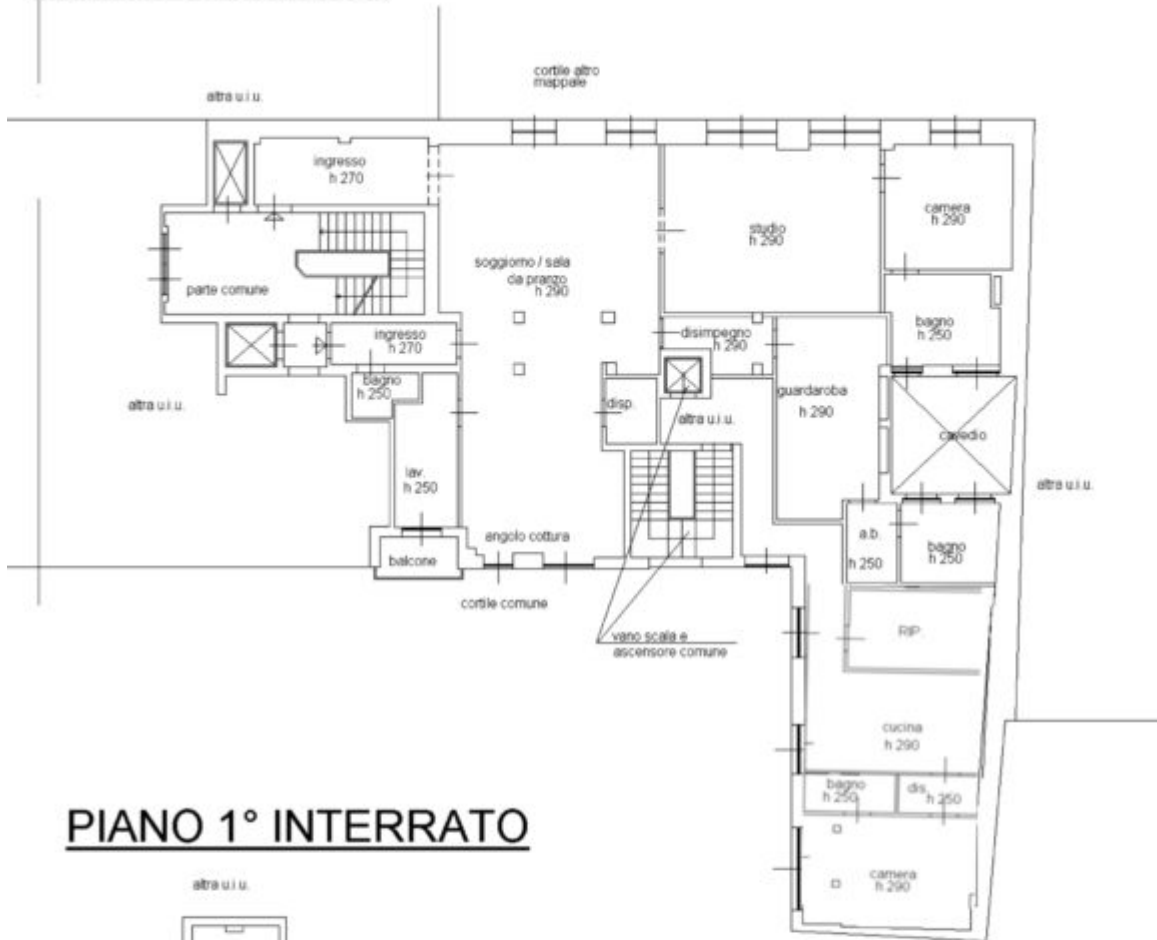 cortile altro
mappale
altra u.i.u.
ingresso
h 270
camera
h 290
studio
h 290
soggiorno / sala
da pranzo
h 290
parte comune
bagno
h 250
disimpegno
h 290
ingresso
h 270
bagno
h 250
guardaroba
h 290
disp.
altra u.i.u.
altra u.i.u.
cavedio
lav.
h 250
altra u.i.u.
angolo cottura
a.b.
h 250
bagno
h 250
balcone
cortile comune
vano scala e
ascensore comune
RIP.
cucina
h 290
bagno
h 250
dis.
h 250
PIANO 1° INTERRATO
camera
h 290
altra u.i.u.